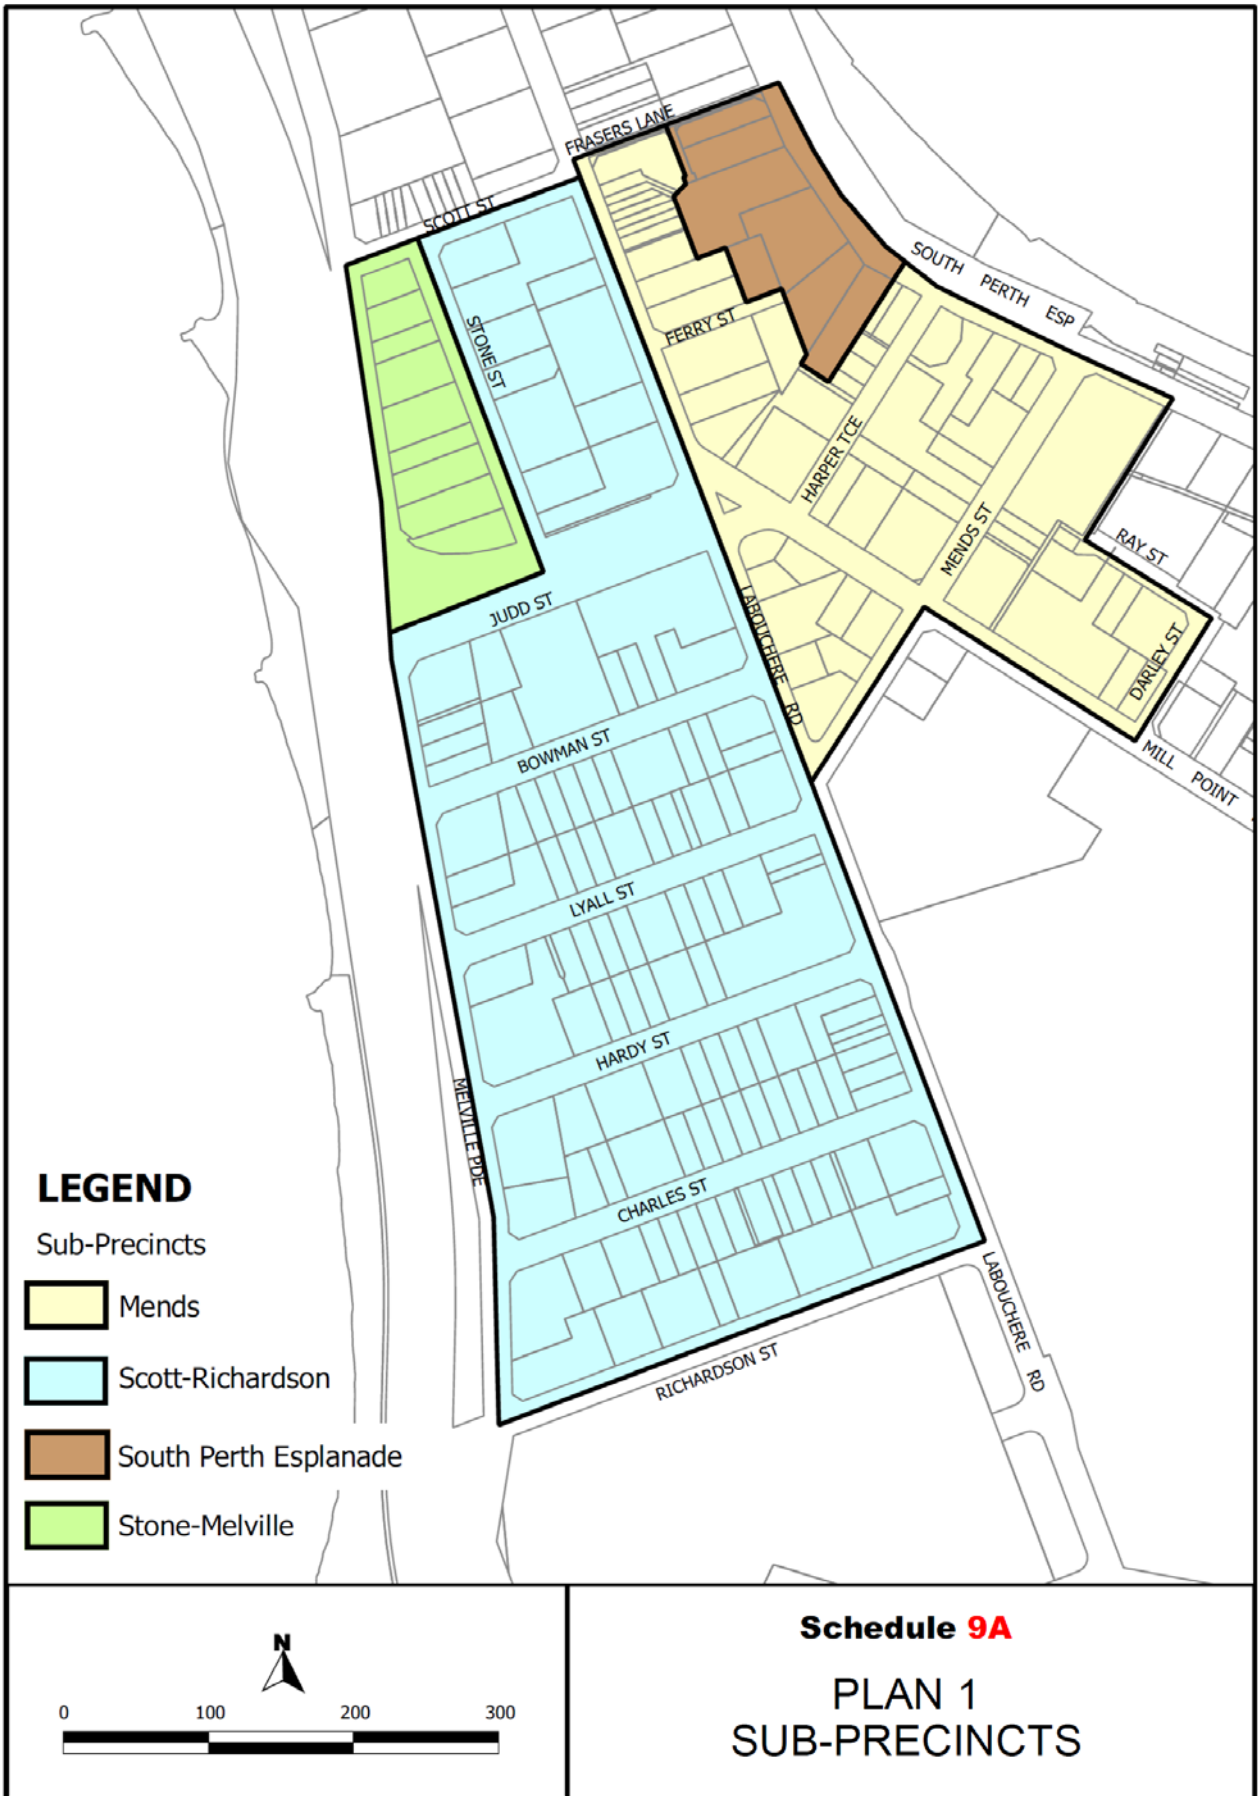 FRASERS LANE
SCOTT ST
SOUTH PERTH ESP
STONE ST
FERRY ST
HARPER TCE
MENDS ST
RAY ST
JUDD ST
LABOUCHERE RD
DARLEY ST
BOWMAN ST
MILL POINT
LYALL ST
HARDY ST
MELVILLE PDE
CHARLES ST
LABOUCHERE RD
RICHARDSON ST
LEGEND
Sub-Precincts
Mends
Scott-Richardson
South Perth Esplanade
Stone-Melville
N
0 100 200 300
Schedule 9A
PLAN 1
SUB-PRECINCTS